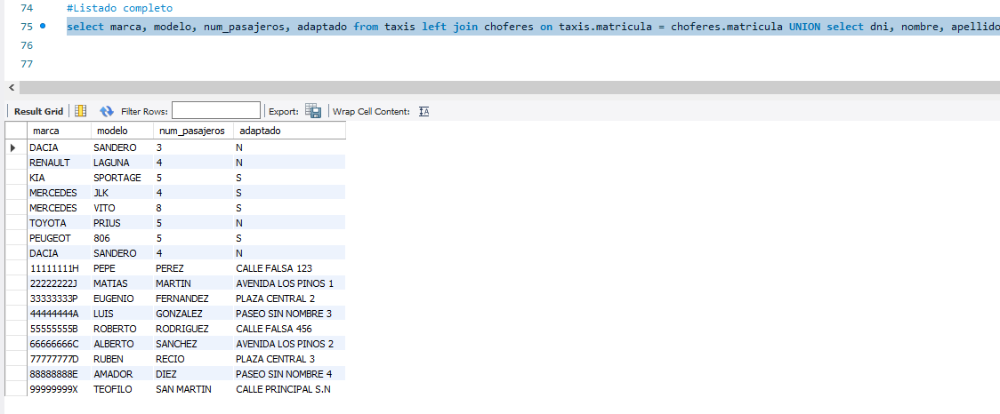 74 #Listado completo
75 select marca, modelo, num_pasajeros, adaptado from taxis left join choferes on taxis.matricula = choferes.matricula UNION select dni, nombre, apellido
76
77
Result Grid Filter Rows: Export: Wrap Cell Content: IA
marca modelo num_pasajeros adaptado
DACIA SANDERO 3 N
RENAULT LAGUNA 4 N
KIA SPORTAGE 5 S
MERCEDES JLK 4 S
MERCEDES VITO 8 S
TOYOTA PRIUS 5 N
PEUGEOT 806 5 S
DACIA SANDERO 4 N
11111111H PEPE PEREZ CALLE FALSA 123
22222222J MATIAS MARTIN AVENIDA LOS PINOS 1
33333333P EUGENIO FERNANDEZ PLAZA CENTRAL 2
44444444A LUIS GONZALEZ PASEO SIN NOMBRE 3
55555555B ROBERTO RODRIGUEZ CALLE FALSA 456
66666666C ALBERTO SANCHEZ AVENIDA LOS PINOS 2
77777777D RUBEN RECIO PLAZA CENTRAL 3
88888888E AMADOR DIEZ PASEO SIN NOMBRE 4
99999999X TEOFILO SAN MARTIN CALLE PRINCIPAL S.N